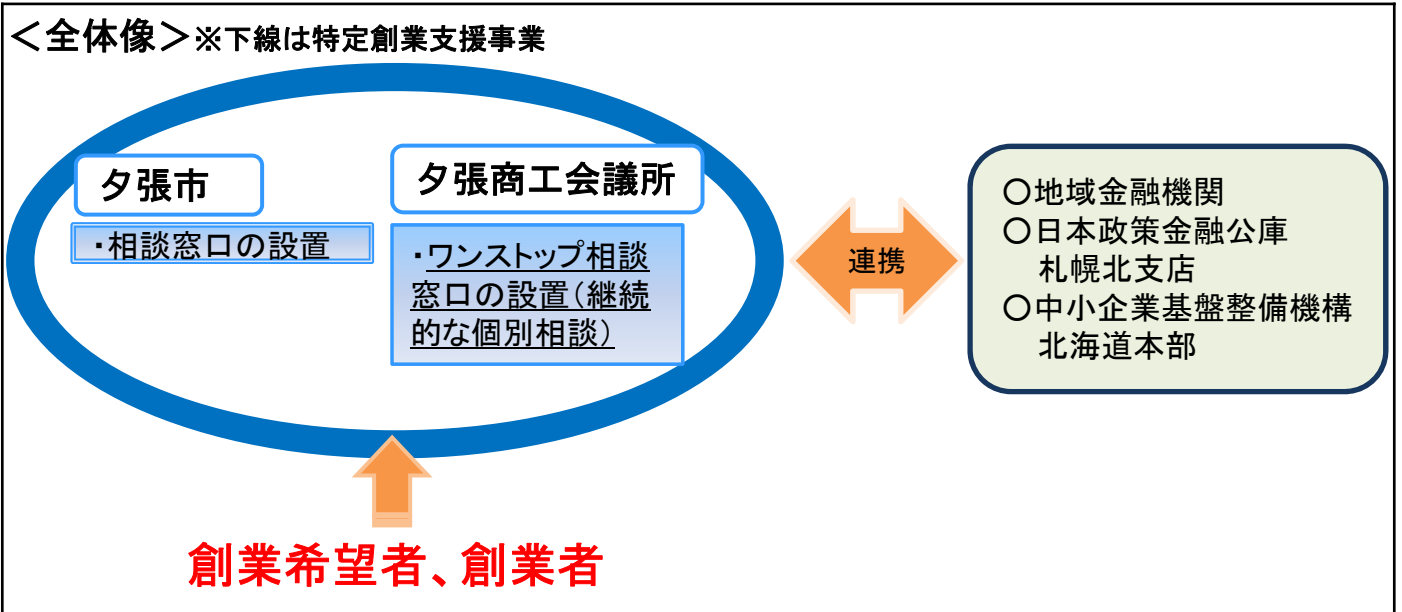 ＜全体像＞※下線は特定創業支援事業
夕張市
・相談窓口の設置
夕張商工会議所
・ワンストップ相談
窓口の設置（継続
的な個別相談）
連携
〇地域金融機関
〇日本政策金融公庫
札幌北支店
〇中小企業基盤整備機構
北海道本部
創業希望者、創業者